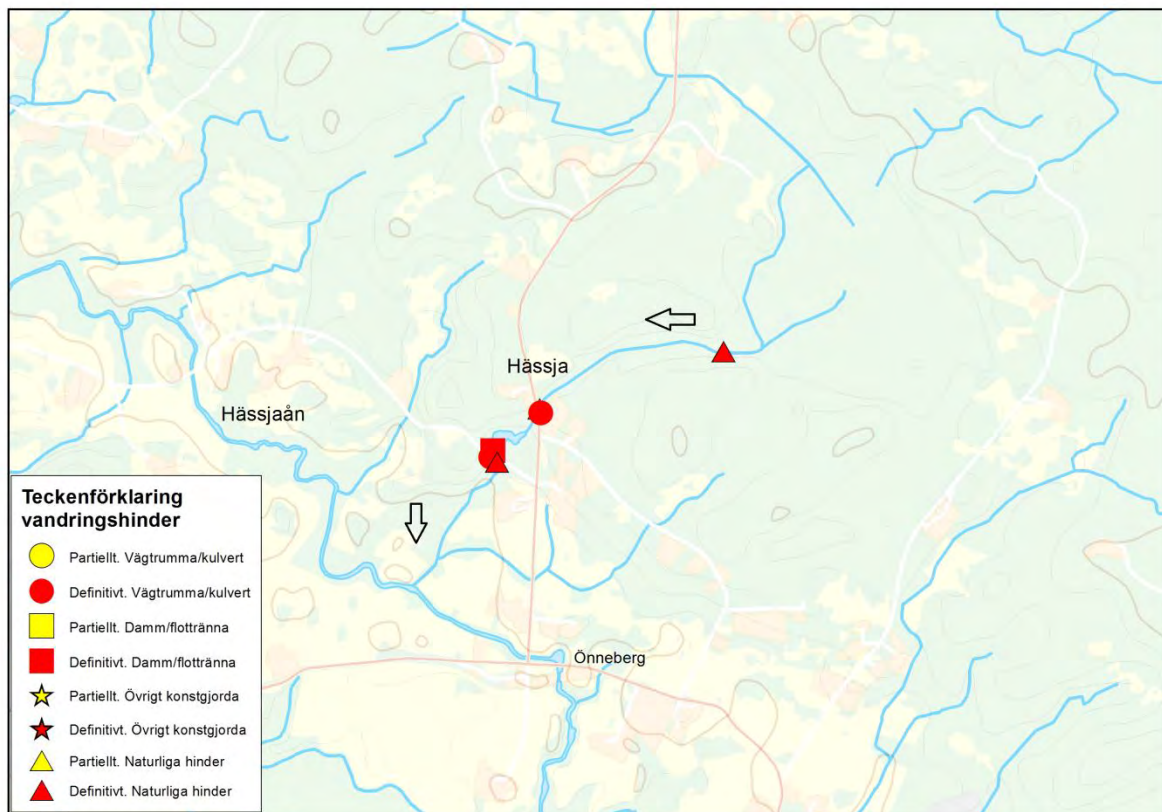 Hässja
Hässjaån
Önneberg
Teckenförklaring
vandringshinder
Partiellt. Vägtrumma/kulvert
Definitivt. Vägtrumma/kulvert
Partiellt. Damm/flottränna
Definitivt. Damm/flottränna
Partiellt. Övrigt konstgjorda
Definitivt. Övrigt konstgjorda
Partiellt. Naturliga hinder
Definitivt. Naturliga hinder